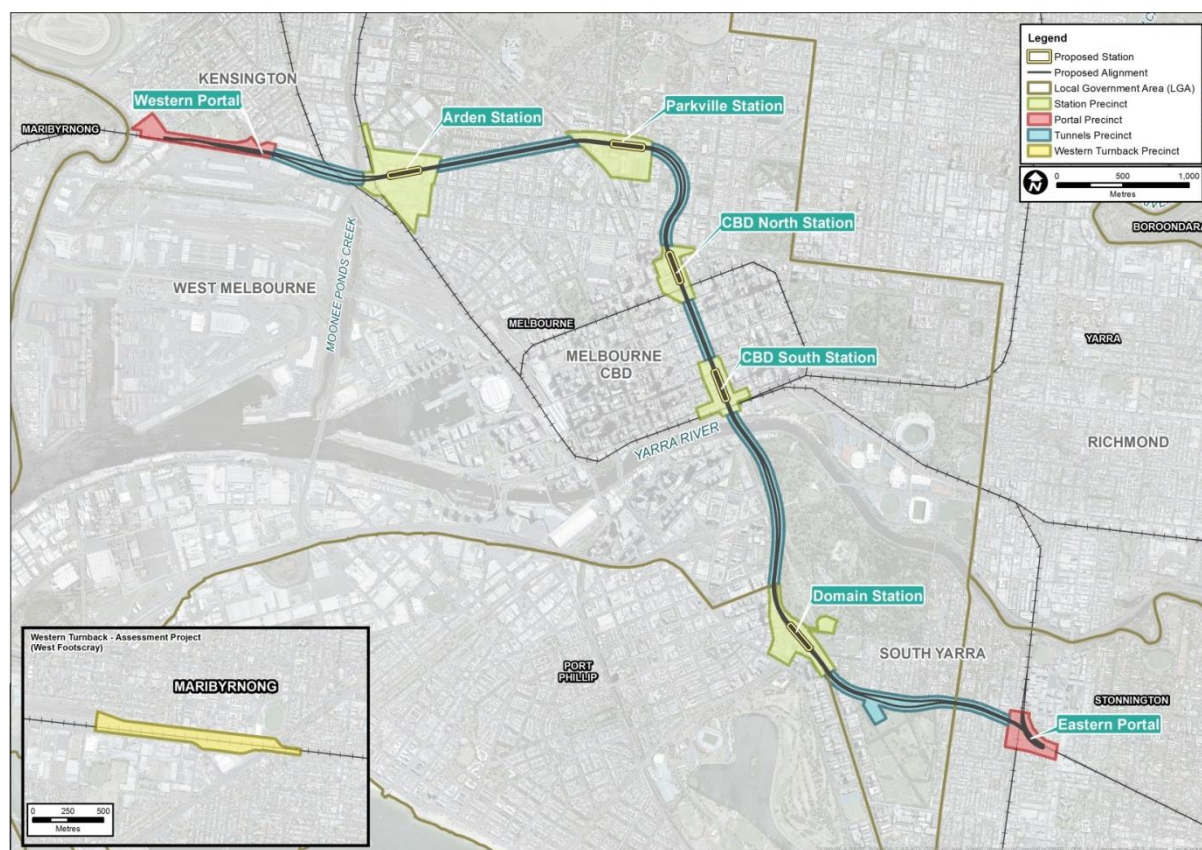 KENSINGTON
Western Portal
MARIBYRNONG
Arden Station
Parkville Station
Legend
Proposed Station
Proposed Alignment
Local Government Area (LGA)
Station Precinct
Portal Precinct
Tunnels Precinct
Western Turnback Precinct
N
0 500 1,000
Metres
BOROONDARA
CBD North Station
WEST MELBOURNE
MOONEE PONDS CREEK
MELBOURNE
MELBOURNE
CBD
CBD South Station
YARRA
YARRA RIVER
RICHMOND
Domain Station
SOUTH YARRA
PORT
PHILLIP
STONNINGTON
Eastern Portal
Western Turnback - Assessment Project
(West Footscray)
MARIBYRNONG
0 250 500
Metres